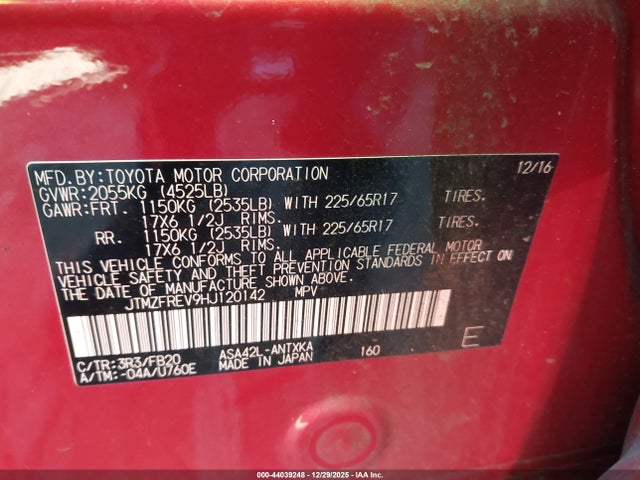 MFD.BY:TOYOTA MOTOR CORPORATION 12/16
GVWR:2055KG (4525LB)
GAWR:FRT. 1150KG (2535LB) WITH 225/65R17 TIRES.
17X6 1/2J RIMS.
RR. 1150KG (2535LB) WITH 225/65R17 TIRES.
17X6 1/2J RIMS.
THIS VEHICLE CONFORMS TO ALL APPLICABLE FEDERAL MOTOR
VEHICLE SAFETY AND THEFT PREVENTION STANDARDS IN EFFECT ON
THE DATE OF MANUFACTURE SHOWN ABOVE.
JTMZFREV9HJ120142 MPV
E
C/TR:3R3/FB20 ASA42L-ANTXKA 160
A/TM:-04A/U760E MADE IN JAPAN
000-44039248 - 12/29/2025 - IAA Inc.